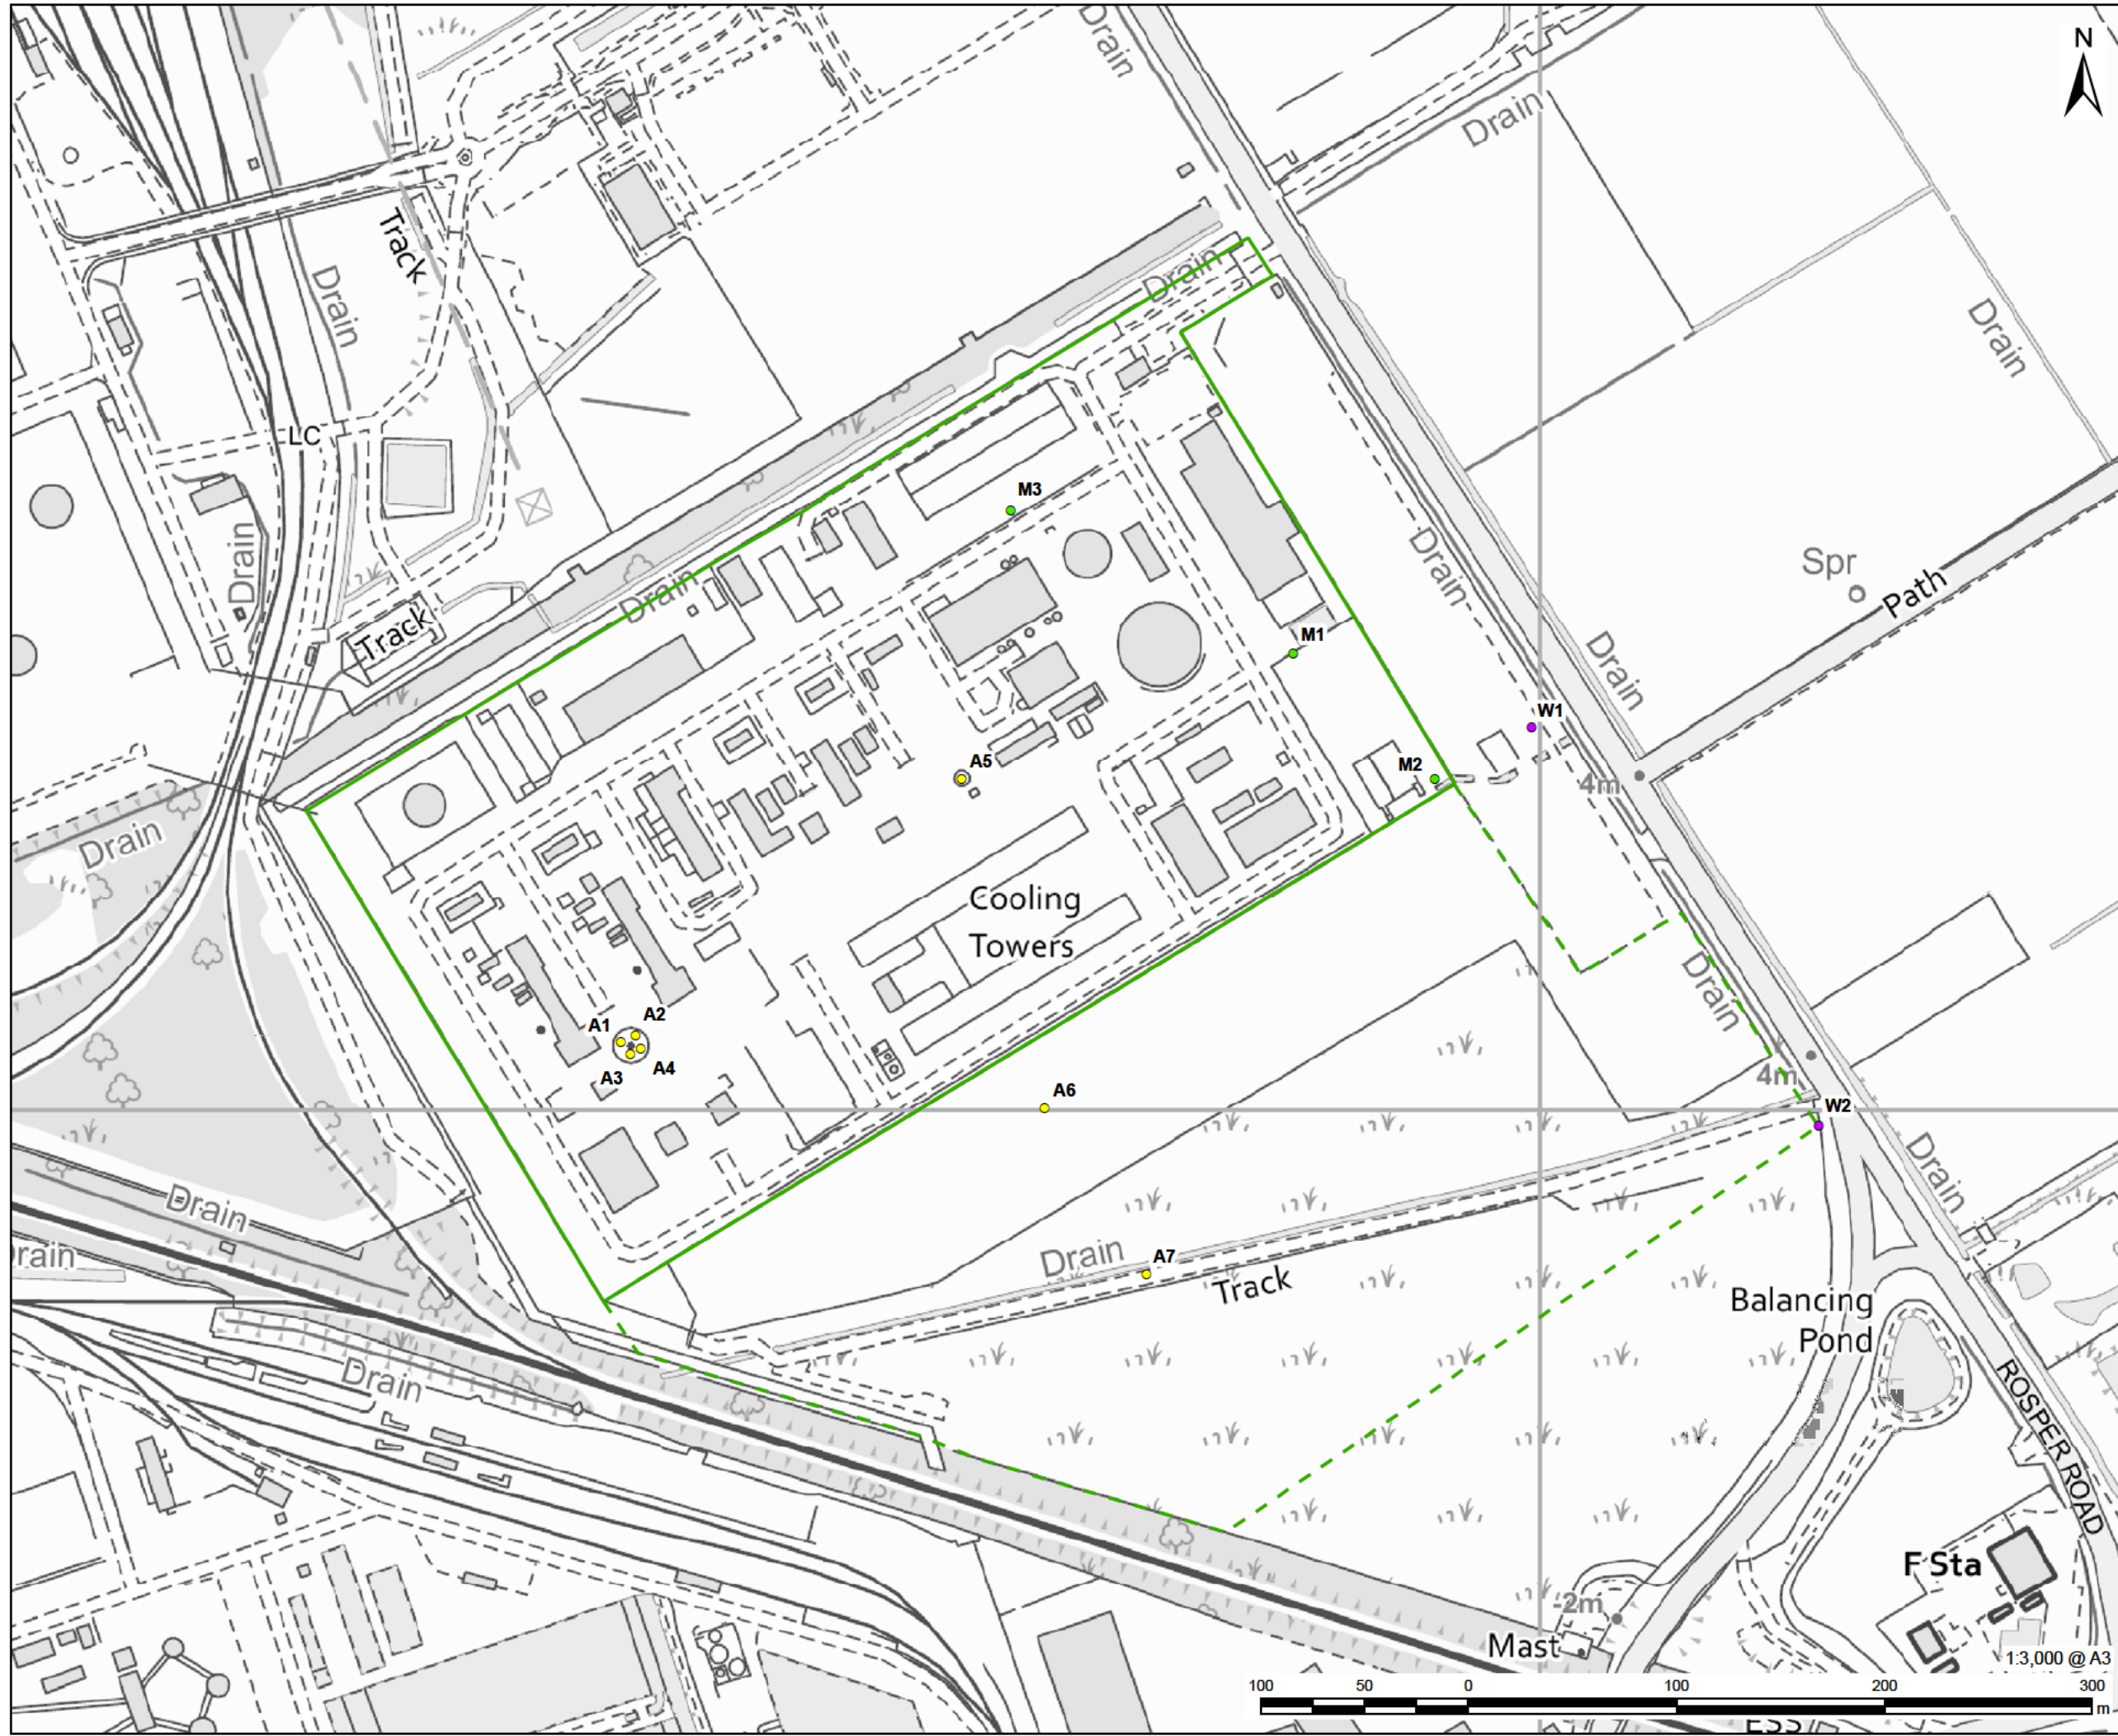 Drain
N
Drain
Track
Drain
Drain
Drain
LC
M3
Drain
Drain
Spr
Path
Drain
Track
M1
Drain
W1
A5
M2
4m
Drain
Cooling
Towers
Drain
A1
A2
A3
A4
A6
4m
W2
Drain
Drain
rain
Drain
A7
Track
Balancing
Pond
Drain
ROSPER ROAD
F Sta
-2m
Mast
1:3,000 @ A3
100 50 0 100 200 300
m
ESS